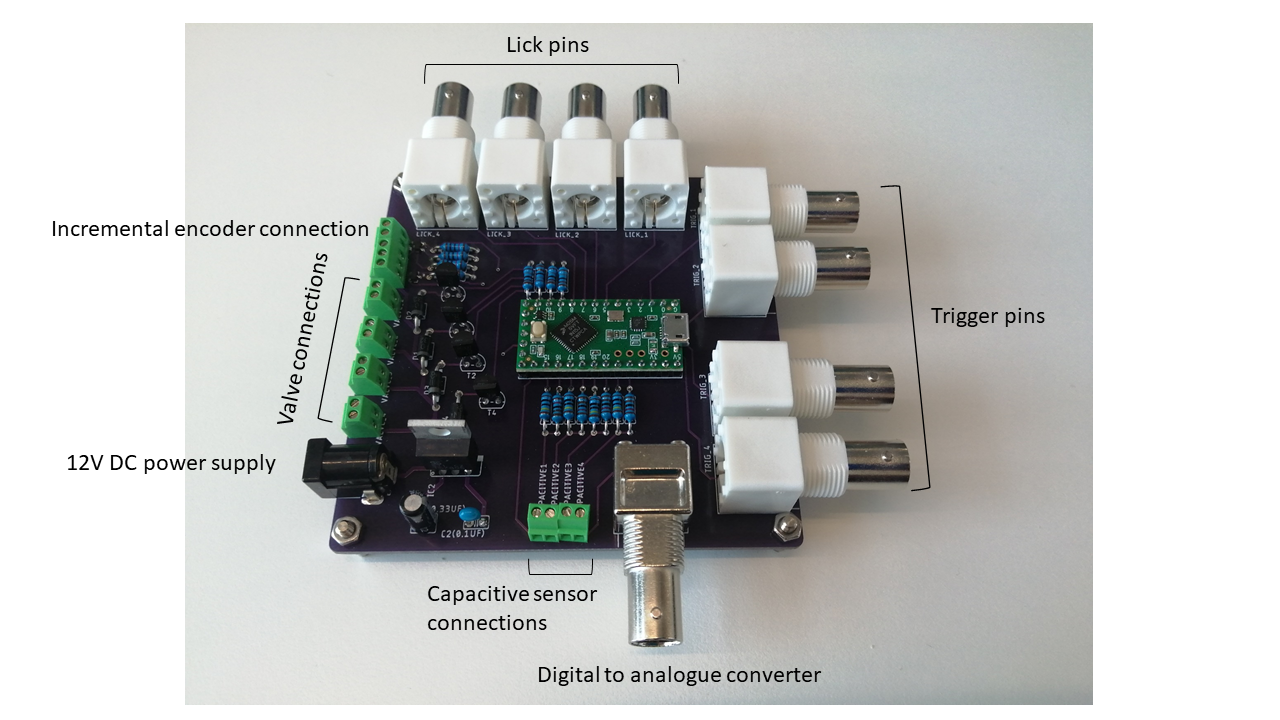 Lick pins
LICK_4
LICK_3
LICK_2
LICK_1
TRIG_1
Incremental encoder connection
TRIG_2
Valve connections
Trigger pins
T2
TRIG_3
T4
12V DC power supply
TRIG_4
PACITIVE1
PACITIVE2
PACITIVE3
PACITIVE4
IC2
0.33UF)
C2(0.1UF)
Capacitive sensor
connections
Digital to analogue converter